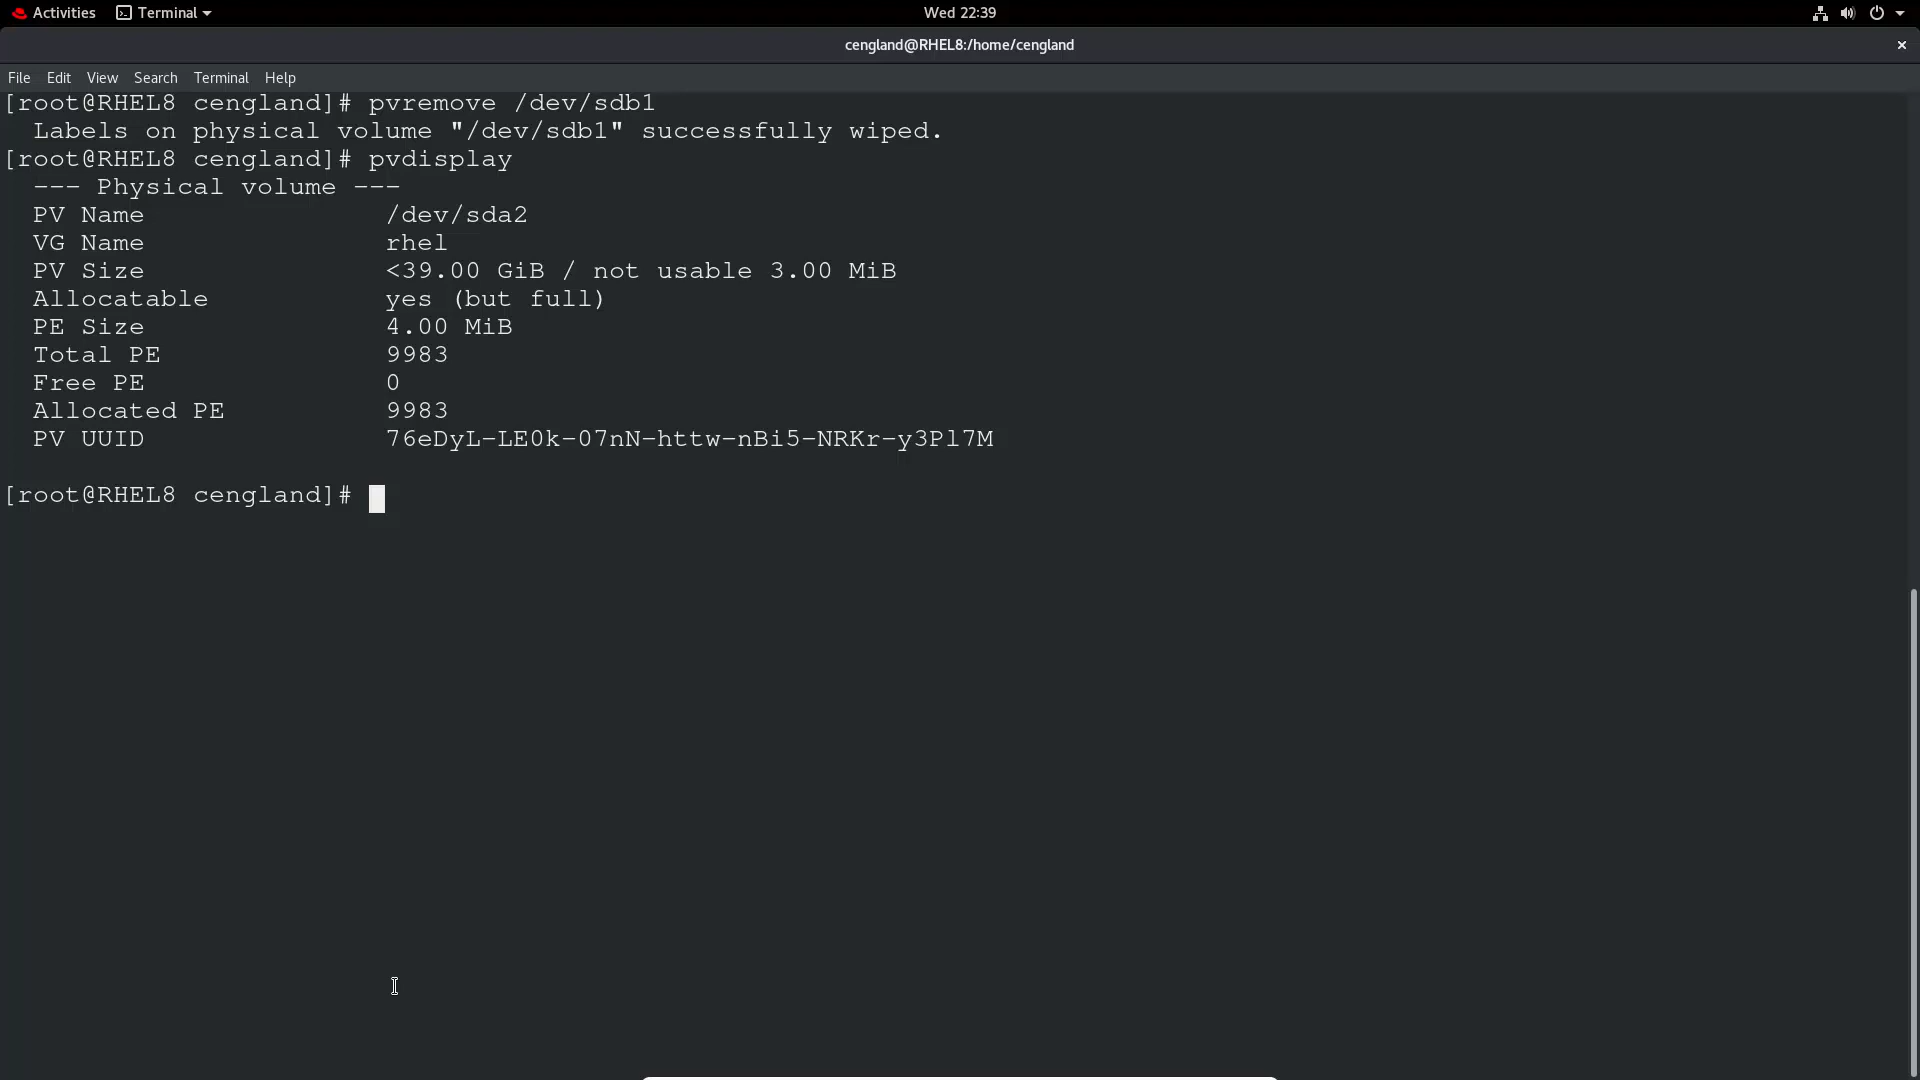 Activities Terminal Wed 22:39
cengland@RHEL8:/home/cengland
File Edit View Search Terminal Help
[root@RHEL8 cengland]# pvremove /dev/sdb1
  Labels on physical volume "/dev/sdb1" successfully wiped.
[root@RHEL8 cengland]# pvdisplay
  --- Physical volume ---
  PV Name               /dev/sda2
  VG Name               rhel
  PV Size               <39.00 GiB / not usable 3.00 MiB
  Allocatable           yes (but full)
  PE Size               4.00 MiB
  Total PE              9983
  Free PE               0
  Allocated PE          9983
  PV UUID               76eDyL-LE0k-07nN-httw-nBi5-NRKr-y3Pl7M
[root@RHEL8 cengland]#